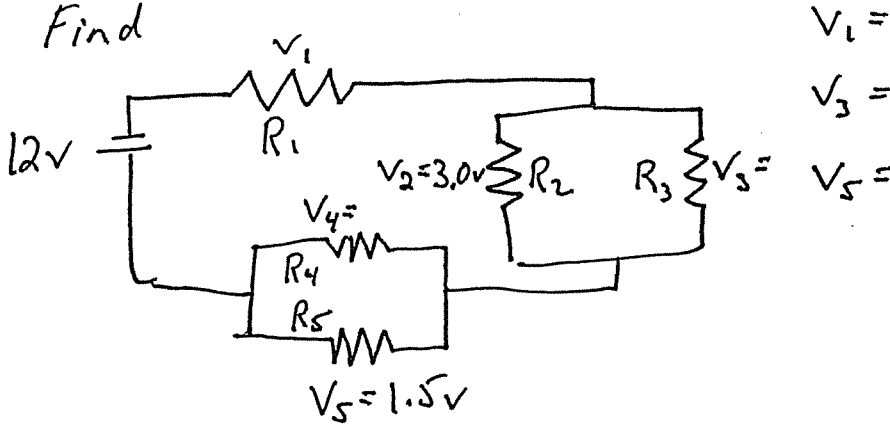 Find
V₁
V₁ =
R₁
V₃ =
12v
V₂=3.0v
R₂
R₃
V₃=
V₅=
V₄=
R₄
R₅
V₅=1.5v